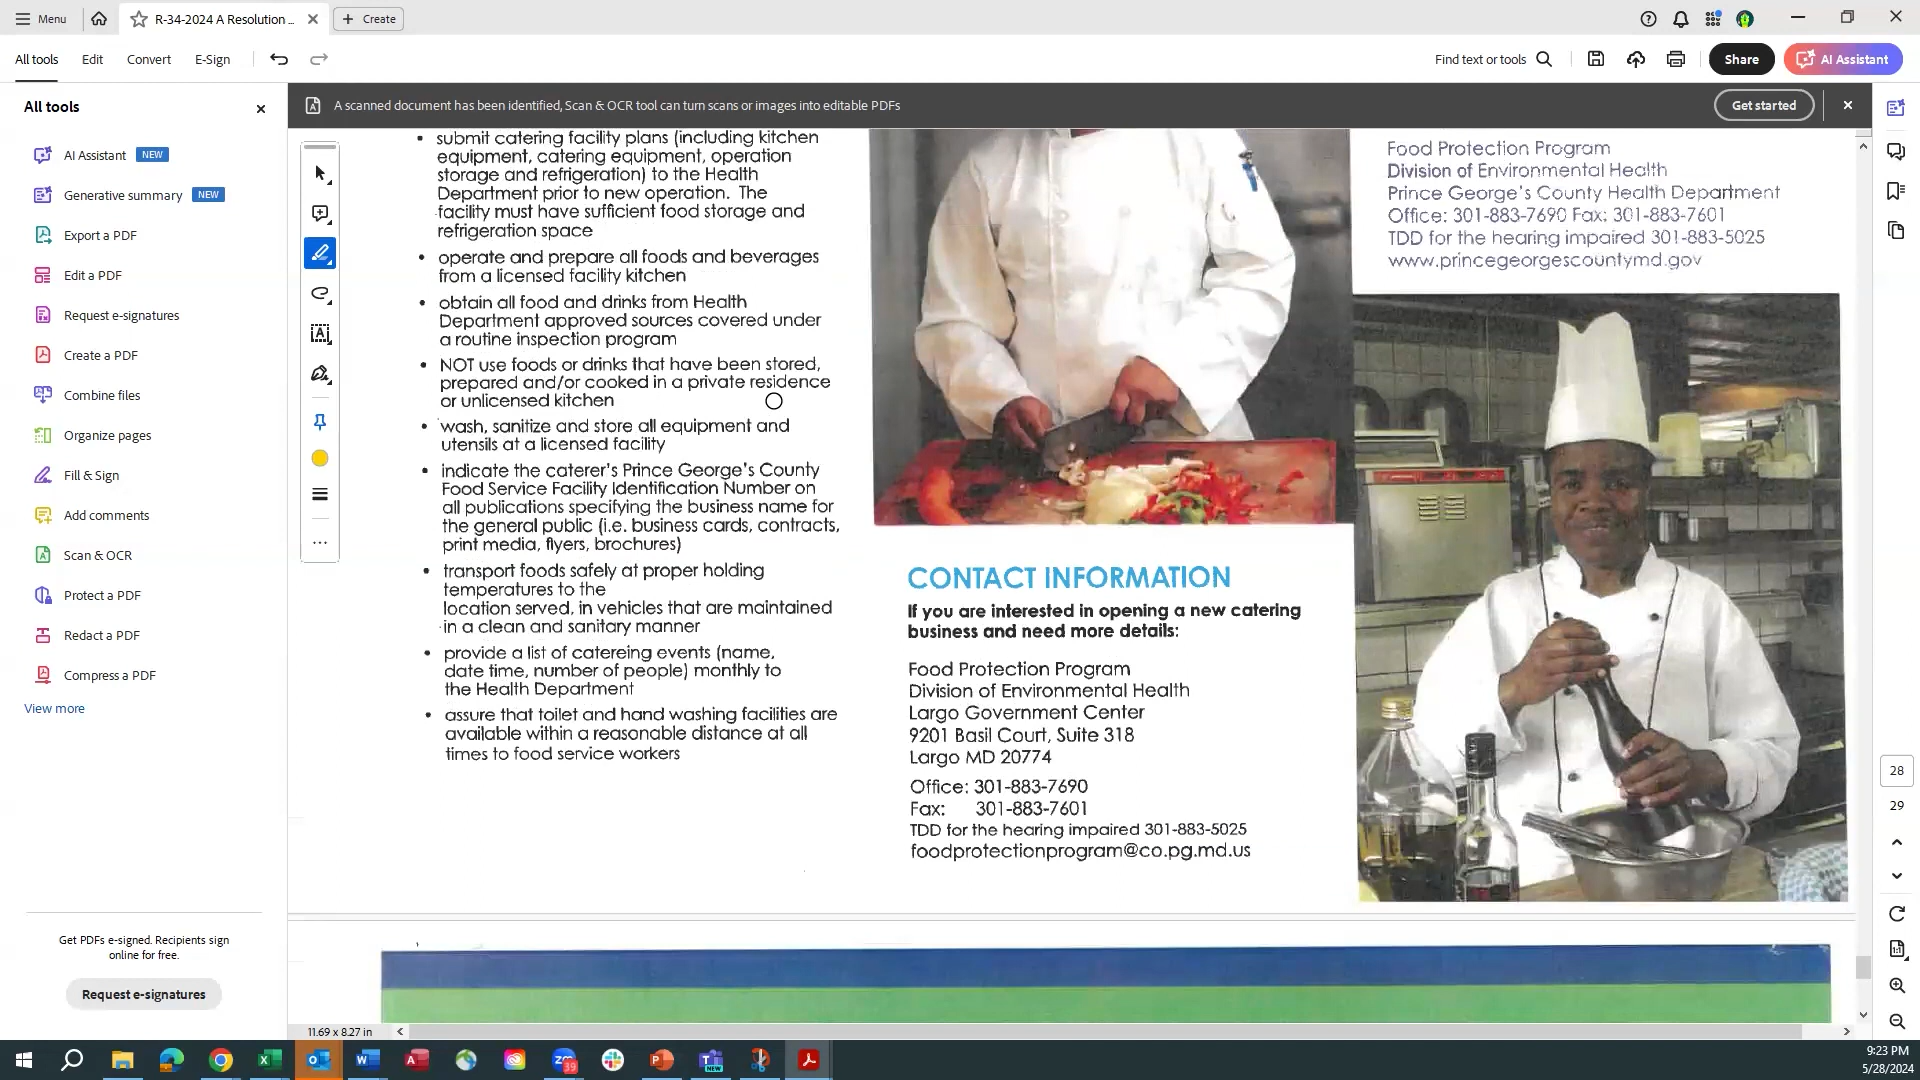 Menu
R-34-2024 A Resolution ...
Create
All tools
Edit
Convert
E-Sign
Find text or tools
Share
AI Assistant
All tools
A scanned document has been identified, Scan & OCR tool can turn scans or images into editable PDFs
Get started
AI Assistant
NEW
Generative summary
NEW
Export a PDF
Edit a PDF
Request e-signatures
Create a PDF
Combine files
Organize pages
Fill & Sign
Add comments
Scan & OCR
Protect a PDF
Redact a PDF
Compress a PDF
View more
Get PDFs e-signed. Recipients sign
online for free.
Request e-signatures
• submit catering facility plans (including kitchen
equipment, catering equipment, operation
storage and refrigeration) to the Health
Department prior to new operation. The
facility must have sufficient food storage and
refrigeration space
• operate and prepare all foods and beverages
from a licensed facility kitchen
• obtain all food and drinks from Health
Department approved sources covered under
a routine inspection program
• NOT use foods or drinks that have been stored,
prepared and/or cooked in a private residence
or unlicensed kitchen
• wash, sanitize and store all equipment and
utensils at a licensed facility
• indicate the caterer's Prince George's County
Food Service Facility Identification Number on
all publications specifying the business name for
the general public (i.e. business cards, contracts,
print media, flyers, brochures)
• transport foods safely at proper holding
temperatures to the
location served, in vehicles that are maintained
in a clean and sanitary manner
• provide a list of catereing events (name,
date time, number of people) monthly to
the Health Department
• assure that toilet and hand washing facilities are
available within a reasonable distance at all
times to food service workers
CONTACT INFORMATION
If you are interested in opening a new catering
business and need more details:
Food Protection Program
Division of Environmental Health
Largo Government Center
9201 Basil Court, Suite 318
Largo MD 20774
Office: 301-883-7690
Fax: 301-883-7601
TDD for the hearing impaired 301-883-5025
foodprotectionprogram@co.pg.md.us
Food Protection Program
Division of Environmental Health
Prince George's County Health Department
Office: 301-883-7690 Fax: 301-883-7601
TDD for the hearing impaired 301-883-5025
www.princegeorgescountymd.gov
28
29
11.69 x 8.27 in
39
NEW
9:23 PM
5/28/2024